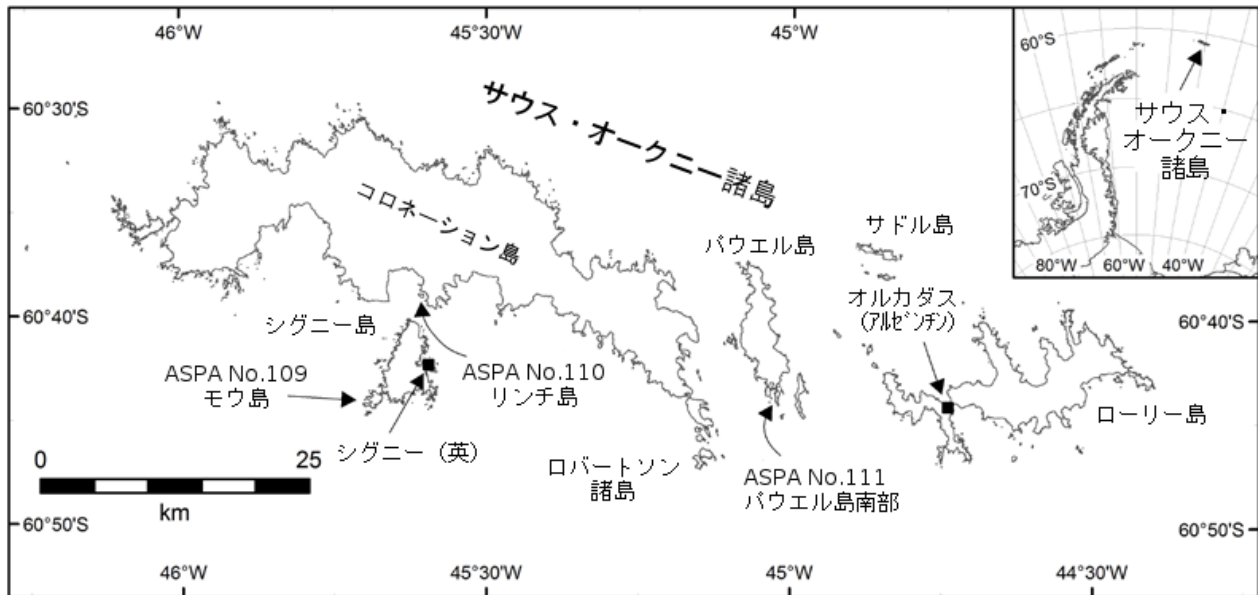 46°W
45°30'W
45°W
60°S
サウス・
オークニー
諸島
70°S
80°W
60°W
40°W
60°30'S
サウス・オークニー諸島
コロネーション島
パウエル島
サドル島
オルカダス
(ｱﾙｾﾞﾝﾁﾝ)
60°40'S
60°40'S
シグニー島
ASPA No.109
モウ島
ASPA No.110
リンチ島
ローリー島
シグニー（英）
ロバートソン
諸島
ASPA No.111
パウエル島南部
0
25
km
60°50'S
60°50'S
46°W
45°30'W
45°W
44°30'W